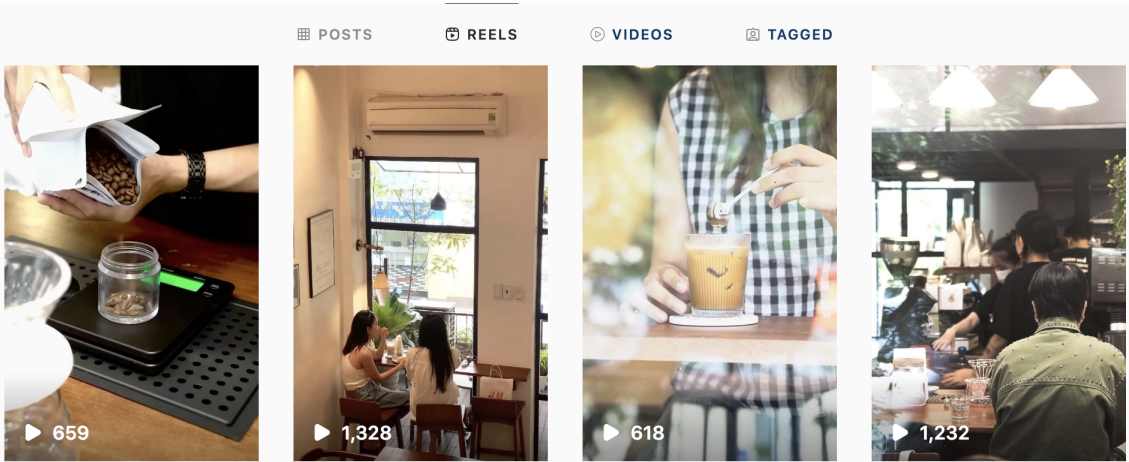 POSTS
REELS
VIDEOS
TAGGED
H&M
659
1,328
618
1,232